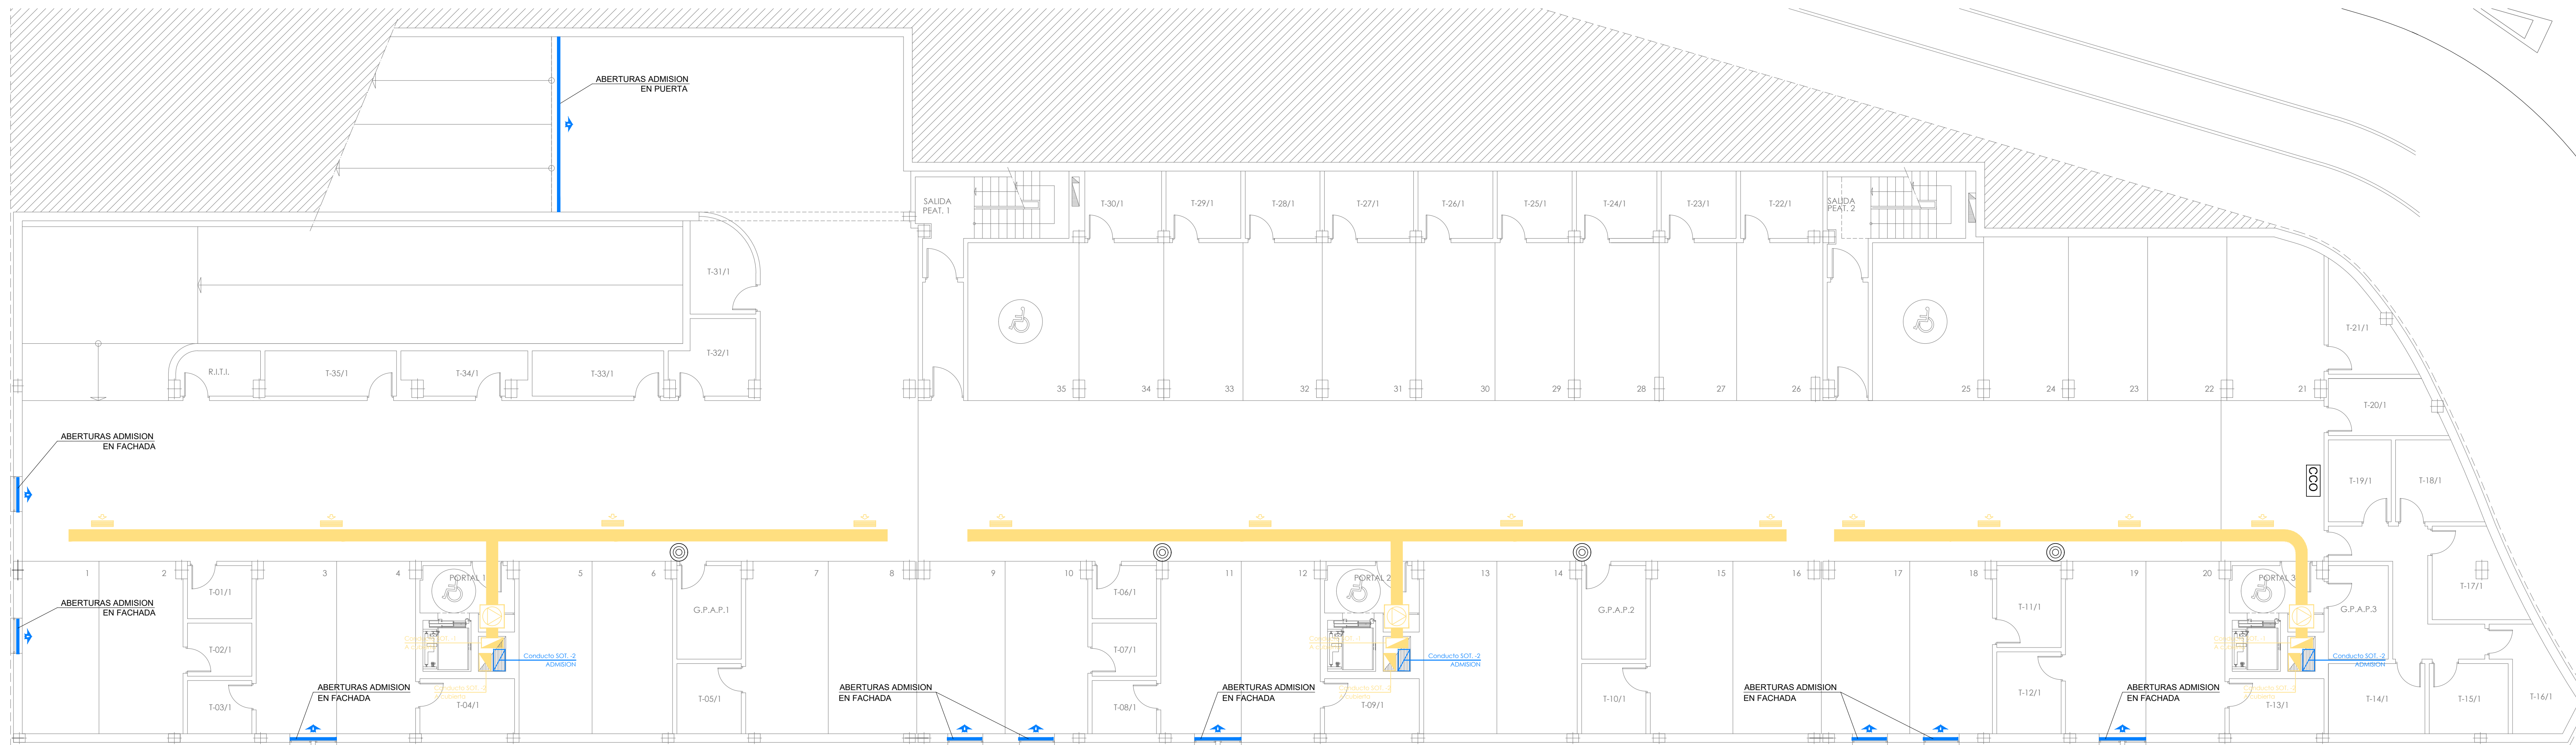 ABERTURAS ADMISION
EN PUERTA
SALIDA
PEAT. 1
T-30/1
T-29/1
T-28/1
T-27/1
T-26/1
T-25/1
T-24/1
T-23/1
T-22/1
SALIDA
PEAT. 2
T-31/1
T-32/1
R.I.T.I.
T-35/1
T-34/1
T-33/1
35
34
33
32
31
30
29
28
27
26
25
24
23
22
21
T-21/1
T-20/1
ABERTURAS ADMISION
EN FACHADA
CCO
T-19/1
T-18/1
1
2
3
4
PORTAL 1
5
6
7
8
9
10
11
12
PORTAL 2
13
14
15
16
17
18
19
20
PORTAL 3
T-17/1
ABERTURAS ADMISION
EN FACHADA
T-01/1
G.P.A.P.1
T-06/1
G.P.A.P.2
T-11/1
G.P.A.P.3
T-02/1
T-07/1
Conducto SOT. -2
ADMISION
Conducto SOT. -2
ADMISION
Conducto SOT. -2
ADMISION
ABERTURAS ADMISION
EN FACHADA
ABERTURAS ADMISION
EN FACHADA
ABERTURAS ADMISION
EN FACHADA
ABERTURAS ADMISION
EN FACHADA
ABERTURAS ADMISION
EN FACHADA
T-03/1
T-04/1
T-05/1
T-08/1
T-09/1
T-10/1
T-12/1
T-13/1
T-14/1
T-15/1
T-16/1